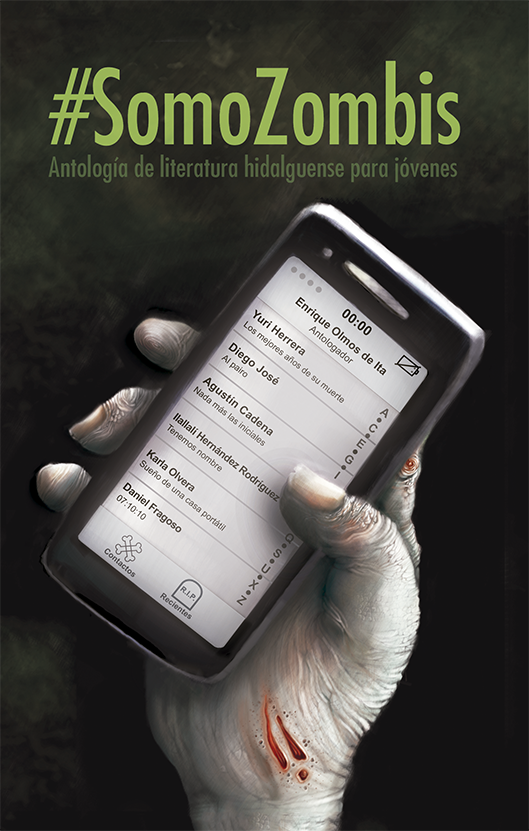 #SomoZombis
Antología de literatura hidalguense para jóvenes
00:00
Enrique Olmos de Ita
Antologador
Yuri Herrera
Los mejores años de su muerte
Diego José
Al pairo
Agustín Cadena
Nada más las iniciales
Ilallalí Hernández Rodríguez
Tenemos nombre
Karla Olvera
Sueño de una casa portátil
Daniel Fragoso
07:10:10
A
C
E
G
I
Q
S
U
X
Z
Contactos
R.I.P
Recientes